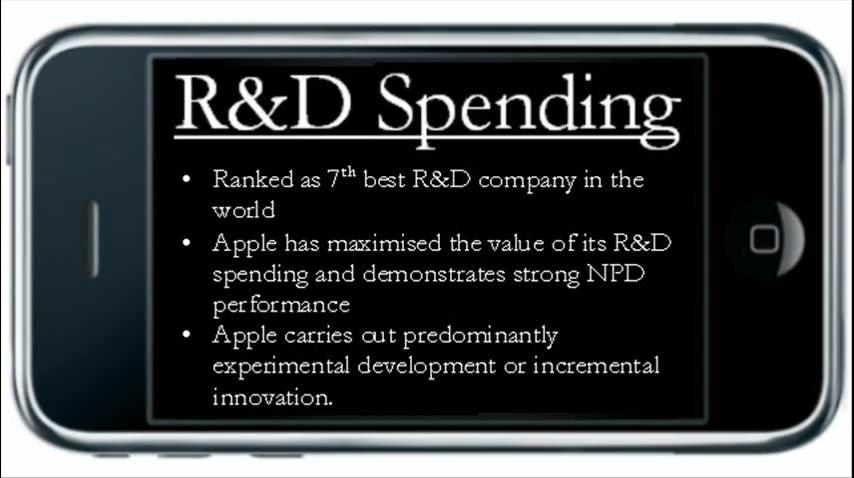 R&D Spending
• Ranked as 7th best R&D company in the
world
• Apple has maximised the value of its R&D
spending and demonstrates strong NPD
performance
• Apple carries out predominantly
experimental development or incremental
innovation.